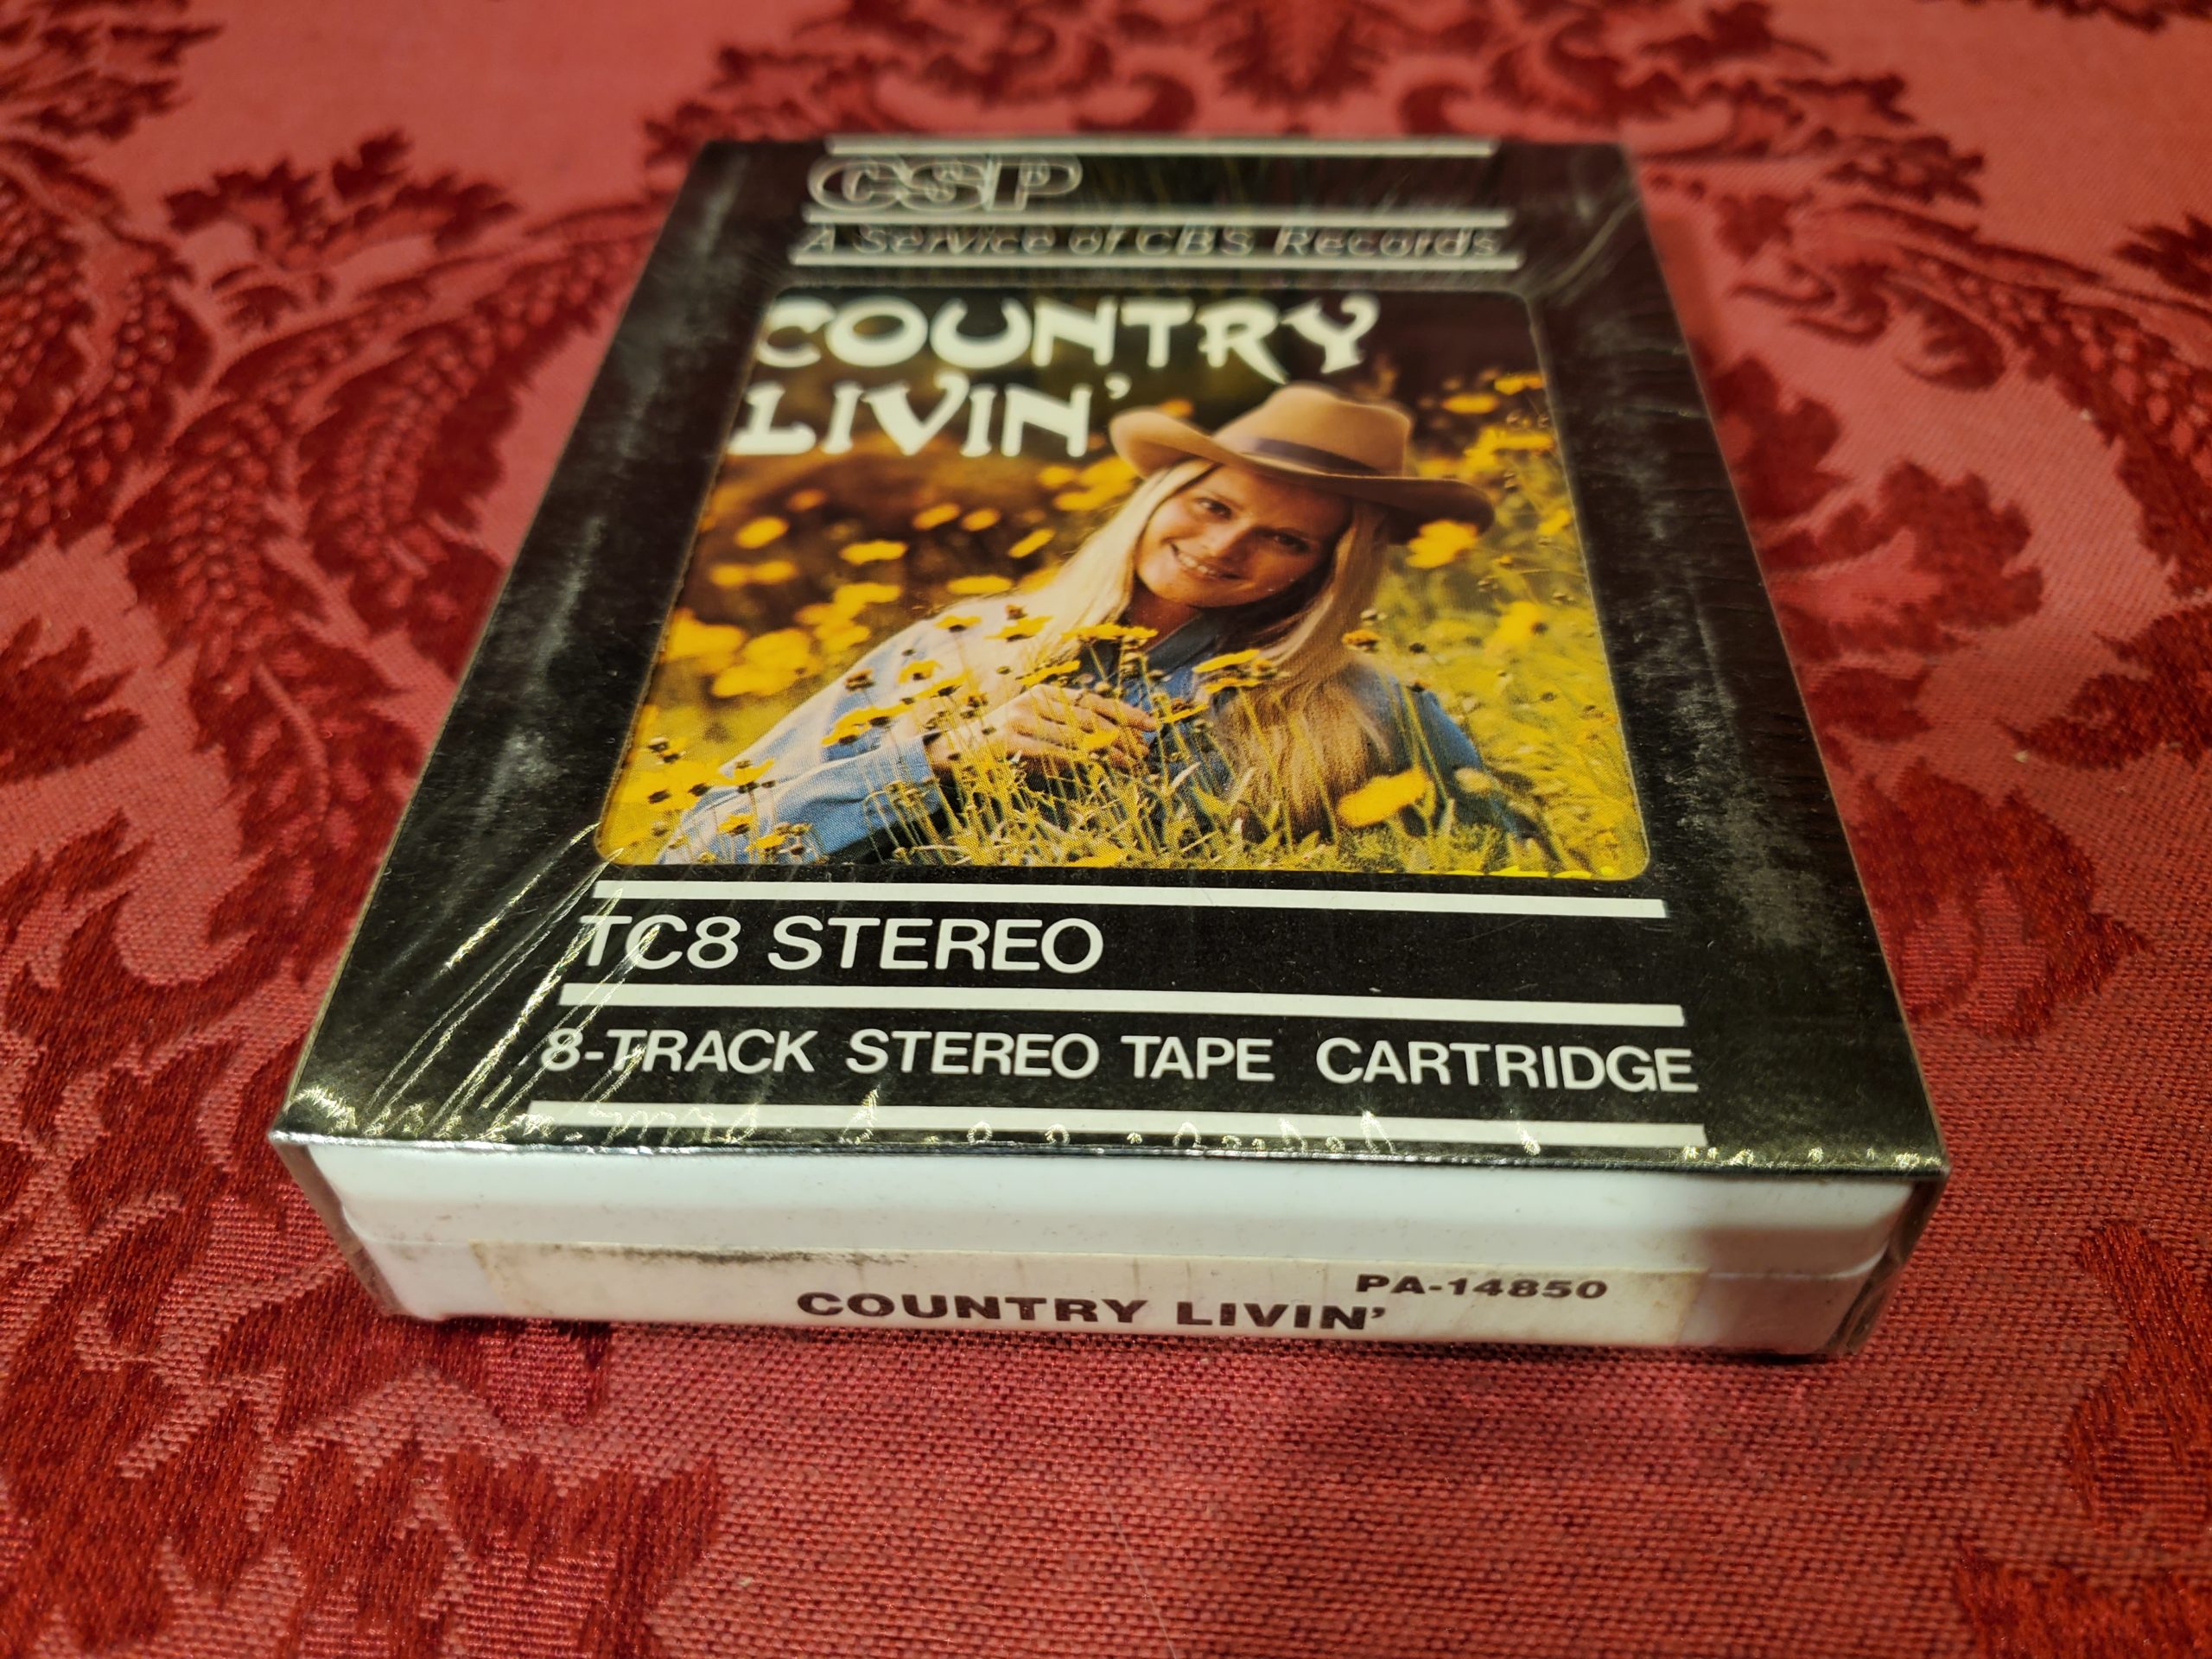 CSP
A Service of CBS Records
COUNTRY
LIVIN'
TC8 STEREO
8-TRACK STEREO TAPE CARTRIDGE
PA-14850
COUNTRY LIVIN'